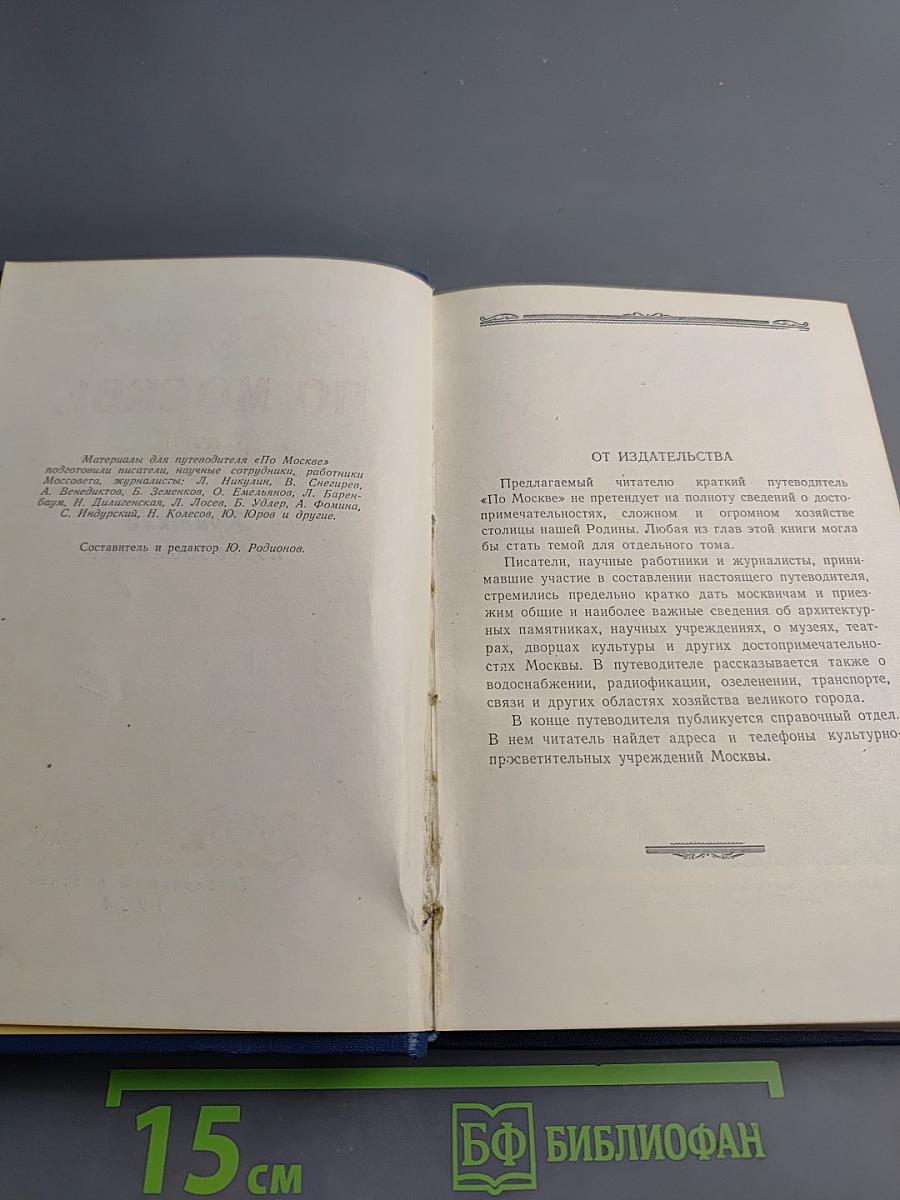 Материалы для путеводителя «По Москве»
подготовили писатели, научные сотрудники, работники
Моссовета, журналисты: Л. Никулин, В. Снегирев,
А. Венедиктов, Б. Земенков, О. Емельянов, Л. Барен-
баум, Н. Дилигенская, Л. Лосев, Б. Удлер, А. Фомина,
С. Индурский, Н. Колесов, Ю. Юров и другие.
Составитель и редактор Ю. Родионов.
ОТ ИЗДАТЕЛЬСТВА
Предлагаемый читателю краткий путеводитель
«По Москве» не претендует на полноту сведений о досто-
примечательностях, сложном и огромном хозяйстве
столицы нашей Родины. Любая из глав этой книги могла
бы стать темой для отдельного тома.
Писатели, научные работники и журналисты, прини-
мавшие участие в составлении настоящего путеводителя,
стремились предельно кратко дать москвичам и приез-
жим общие и наиболее важные сведения об архитектур-
ных памятниках, научных учреждениях, о музеях, теат-
рах, дворцах культуры и других достопримечательно-
стях Москвы. В путеводителе рассказывается также о
водоснабжении, радиофикации, озеленении, транспорте,
связи и других областях хозяйства великого города.
В конце путеводителя публикуется справочный отдел.
В нем читатель найдет адреса и телефоны культурно-
просветительных учреждений Москвы.
15 см
БФ БИБЛИОФАН